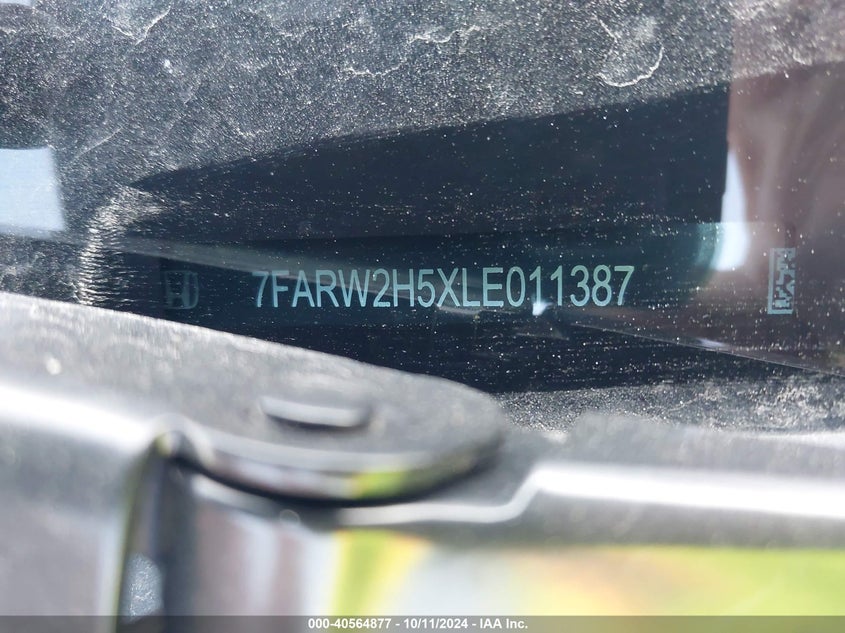 7FARW2H5XLE011387
000-40564877 - 10/11/2024 - IAA Inc.